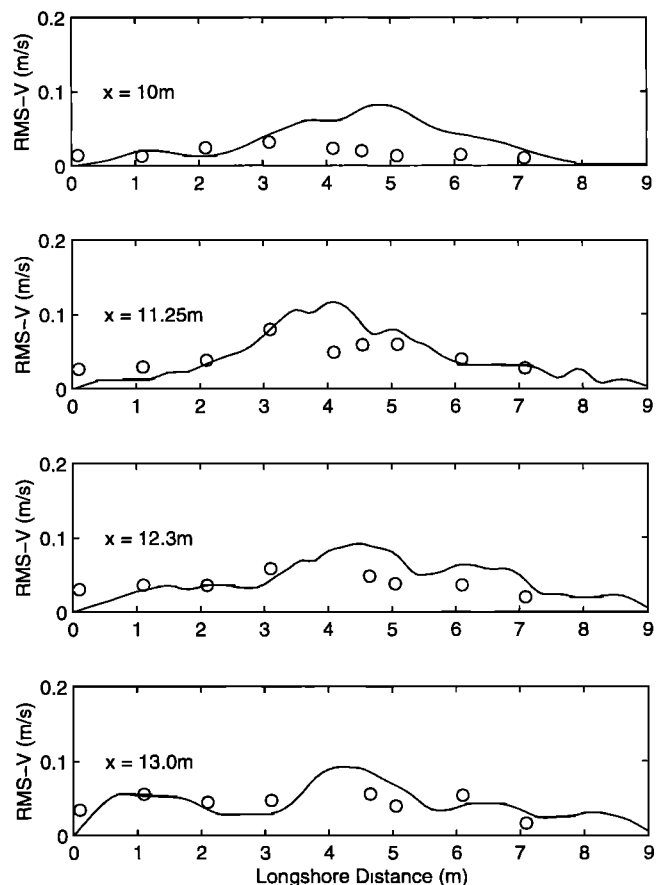 RMS-V (m/s)
0.2
0.1
0
x = 10m
0 1 2 3 4 5 6 7 8 9
RMS-V (m/s)
0.2
0.1
0
x = 11.25m
0 1 2 3 4 5 6 7 8 9
RMS-V (m/s)
0.2
0.1
0
x = 12.3m
0 1 2 3 4 5 6 7 8 9
RMS-V (m/s)
0.2
0.1
0
x = 13.0m
0 1 2 3 4 5 6 7 8 9
Longshore Distance (m)